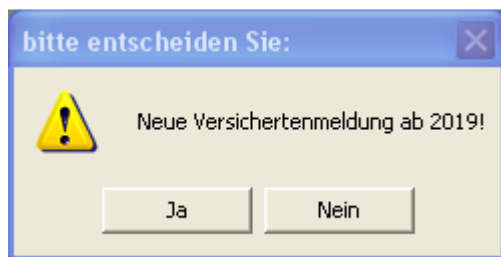 bitte entscheiden Sie:
Neue Versichertenmeldung ab 2019!
Ja
Nein